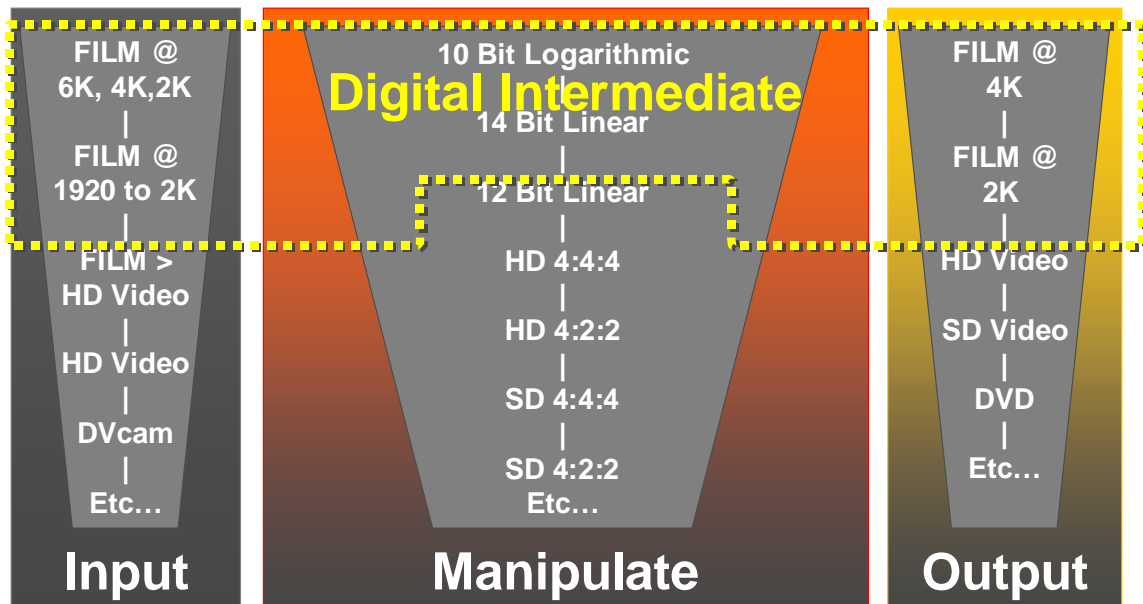 FILM @
6K, 4K,2K
|
FILM @
1920 to 2K
|
FILM >
HD Video
|
HD Video
|
DVcam
|
Etc…
Input
10 Bit Logarithmic
|
Digital Intermediate
14 Bit Linear
|
12 Bit Linear
|
HD 4:4:4
|
HD 4:2:2
|
SD 4:4:4
|
SD 4:2:2
Etc…
Manipulate
FILM @
4K
|
FILM @
2K
|
HD Video
|
SD Video
|
DVD
|
Etc…
Output